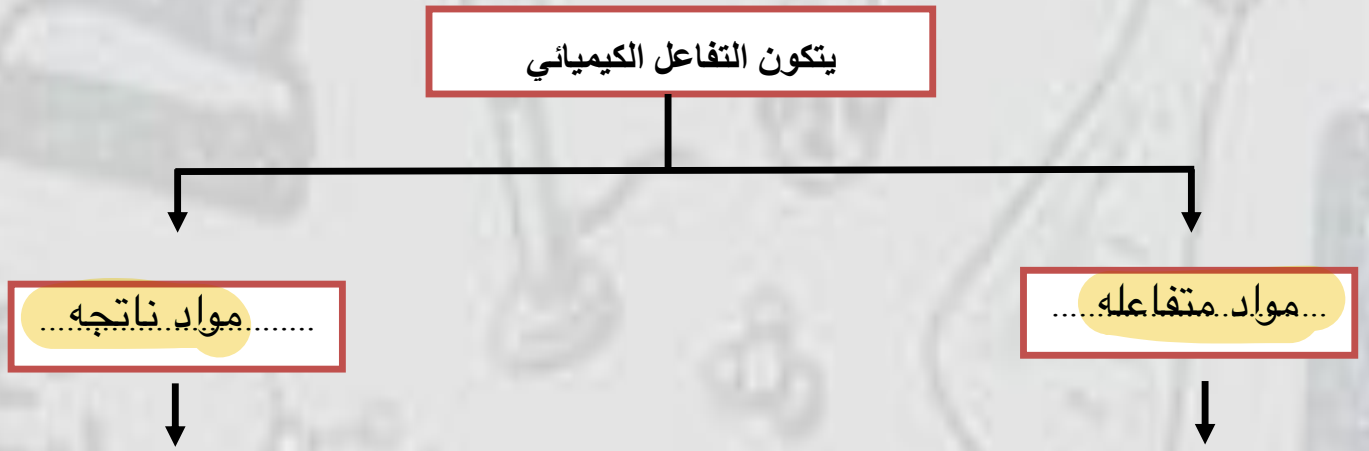 يتكون التفاعل الكيميائي
مواد متفاعله
مواد ناتجه